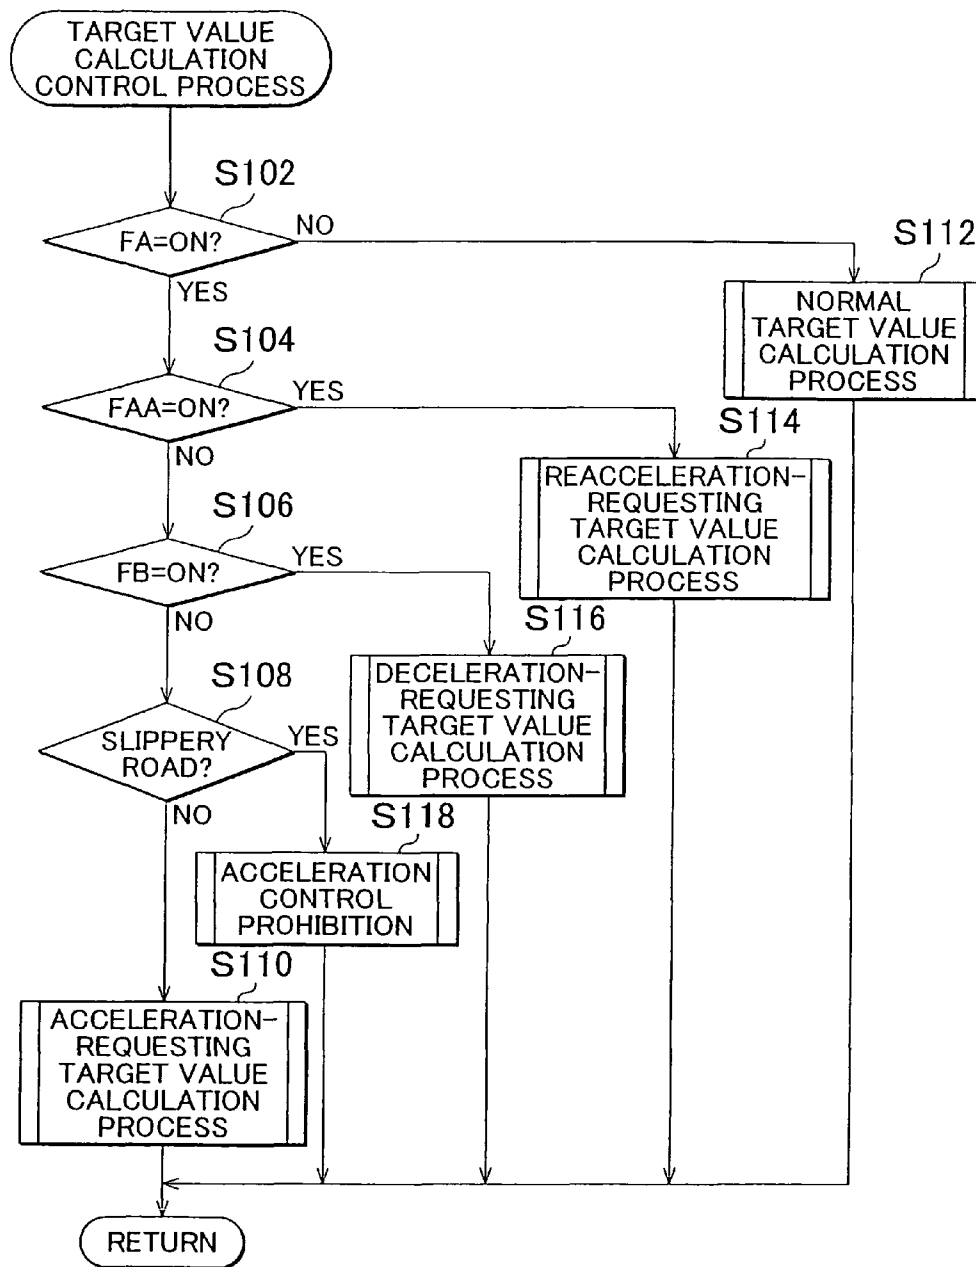 TARGET VALUE
CALCULATION
CONTROL PROCESS
S102
FA=ON?
NO
YES
S112
NORMAL
TARGET VALUE
CALCULATION
PROCESS
S104
FAA=ON?
YES
NO
S114
REACCELERATION-
REQUESTING
TARGET VALUE
CALCULATION
PROCESS
S106
FB=ON?
YES
NO
S116
DECELERATION-
REQUESTING
TARGET VALUE
CALCULATION
PROCESS
S108
SLIPPERY
ROAD?
YES
NO
S118
ACCELERATION
CONTROL
PROHIBITION
S110
ACCELERATION-
REQUESTING
TARGET VALUE
CALCULATION
PROCESS
RETURN